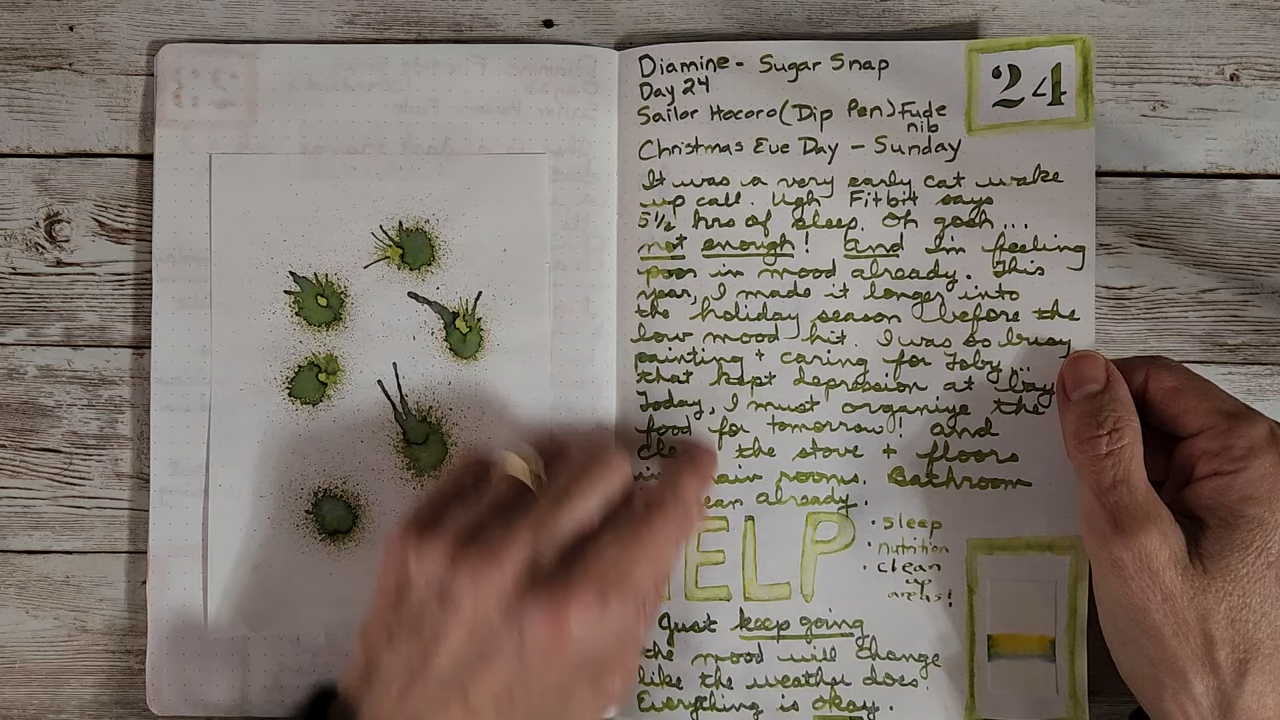 Diamine - Sugar Snap
24
Day 24
Sailor Hocoro (Dip Pen) Fude
nib
Christmas Eve Day - Sunday
It was a very early cat wake
up call. Ugh Fitbit says
5½ hrs of sleep. Oh gosh...
not enough! and I'm feeling
poor in mood already. This
year, I made it longer into
the holiday season before the
low mood hit. I was so busy
painting + caring for Toby...
that kept depression at bay
Today, I must organize the
food for tomorrow! and
the stove + floors
rooms. Bathroom
already.
ELP
• sleep
• nutrition
• clean
up
areas!
Just keep going
the mood will change
like the weather does.
Everything is okay.